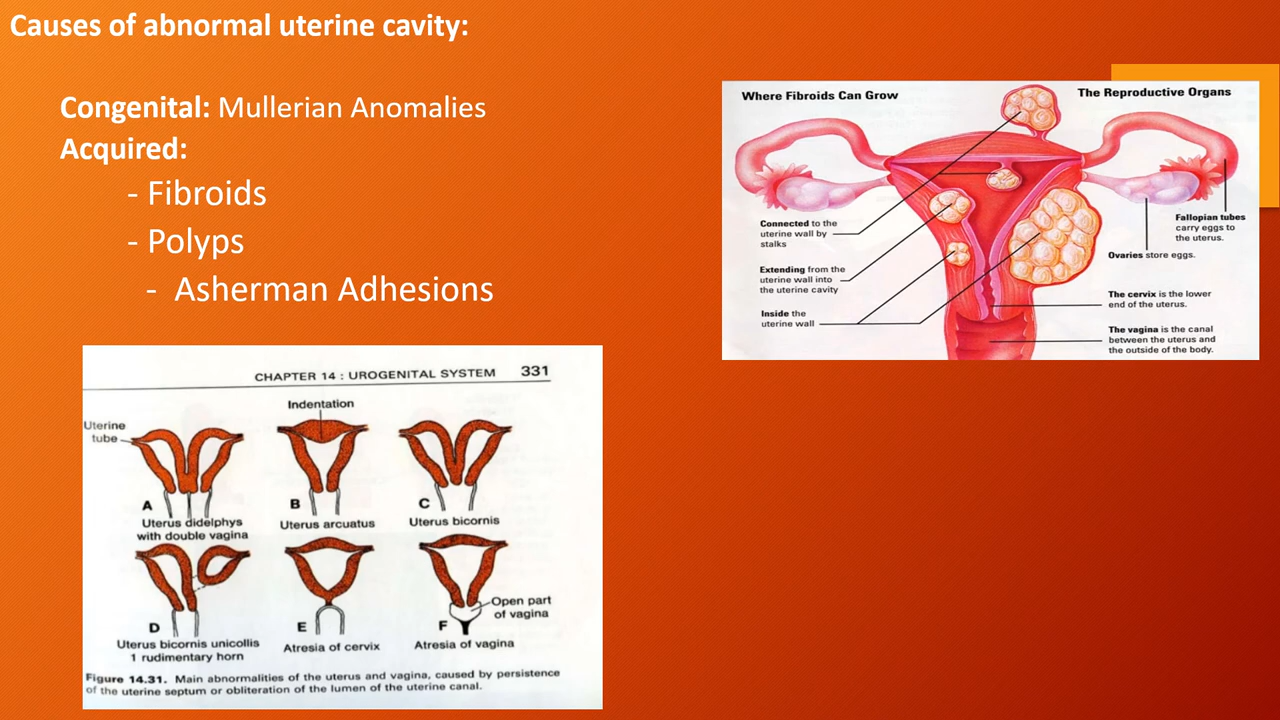 Causes of abnormal uterine cavity:
Congenital: Mullerian Anomalies
Acquired:
- Fibroids
- Polyps
- Asherman Adhesions
Where Fibroids Can Grow
The Reproductive Organs
Connected to the
uterine wall by
stalks
Extending from the
uterine wall into
the uterine cavity
Inside the
uterine wall
Fallopian tubes
carry eggs to
the uterus.
Ovaries store eggs.
The cervix is the lower
end of the uterus.
The vagina is the canal
between the uterus and
the outside of the body.
CHAPTER 14 : UROGENITAL SYSTEM 331
Indentation
Uterine
tube
A
Uterus didelphys
with double vagina
B
Uterus arcuatus
C
Uterus bicornis
D
Uterus bicornis unicollis
1 rudimentary horn
E
Atresia of cervix
Open part
of vagina
F
Atresia of vagina
Figure 14.31. Main abnormalities of the uterus and vagina, caused by persistence
of the uterine septum or obliteration of the lumen of the uterine canal.